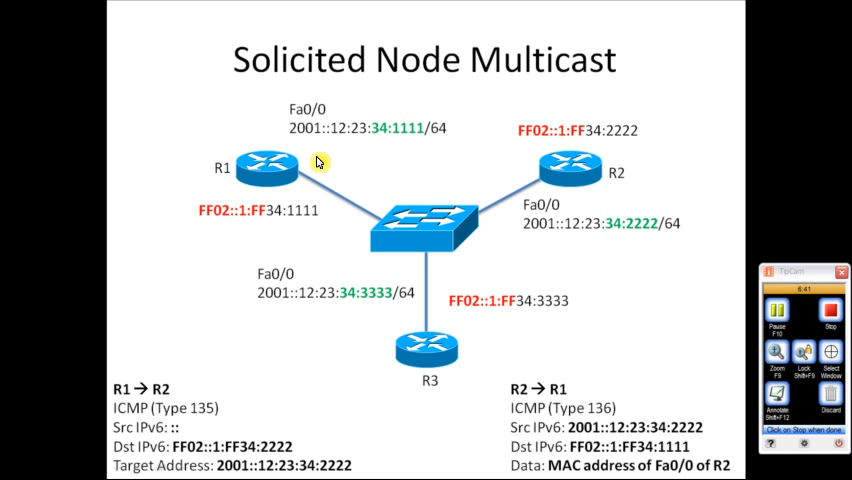 Solicited Node Multicast
Fa0/0
2001::12:23:34:1111/64
FF02::1:FF34:2222
R1
R2
FF02::1:FF34:1111
Fa0/0
2001::12:23:34:2222/64
Fa0/0
2001::12:23:34:3333/64
FF02::1:FF34:3333
R3
R1 → R2
ICMP (Type 135)
Src IPv6: ::
Dst IPv6: FF02::1:FF34:2222
Target Address: 2001::12:23:34:2222
R2 → R1
ICMP (Type 136)
Src IPv6: 2001::12:23:34:2222
Dst IPv6: FF02::1:FF34:1111
Data: MAC address of Fa0/0 of R2
TipCam
6:41
Pause
F10
Stop
Zoom
F9
Lock
Shift+F9
Select
Window
Annotate
Shift+F12
Discard
Click on Stop when done
?